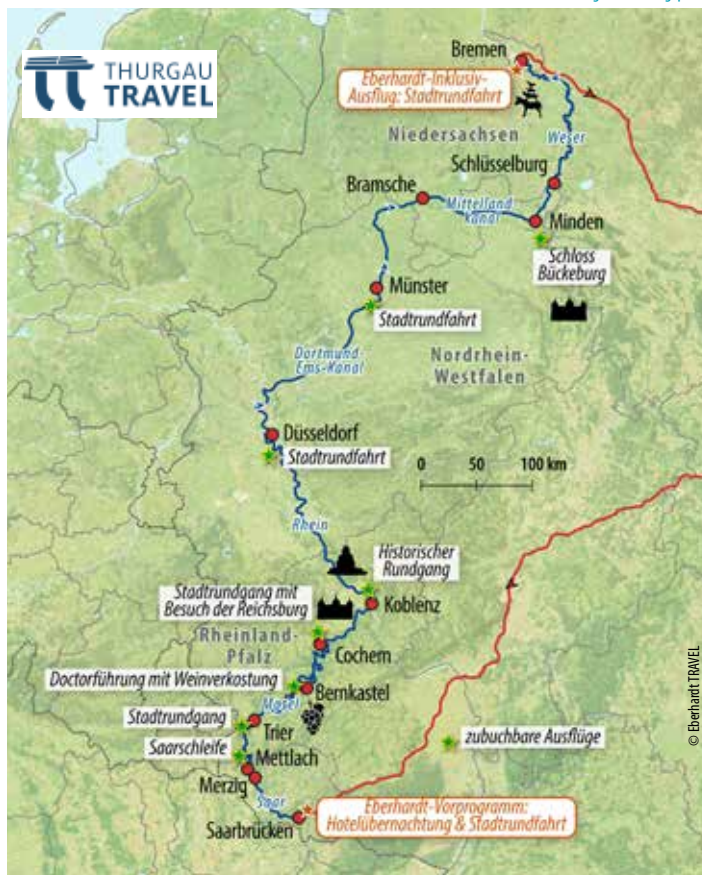 THURGAU
TRAVEL
Bremen
Eberhardt-Inklusiv-
Ausflug: Stadtrundfahrt
Niedersachsen
Weser
Schlüsselburg
Bramsche
Mittelland
kanal
Minden
Schloss
Bückeburg
Münster
Stadtrundfahrt
Dortmund
Ems-Kanal
Nordrhein-
Westfalen
Düsseldorf
Stadtrundfahrt
0 50 100 km
Rhein
Historischer
Rundgang
Stadtrundgang mit
Besuch der Reichsburg
Koblenz
Rheinland-
Pfalz
Cochem
Doctorführung mit Weinverkostung
Bernkastel
Mosel
Stadtrundgang
Trier
zubuchbare Ausflüge
Saarschleife
Mettlach
Merzig
Saar
Eberhardt-Vorprogramm:
Hotelübernachtung & Stadtrundfahrt
Saarbrücken
© Eberhardt TRAVEL